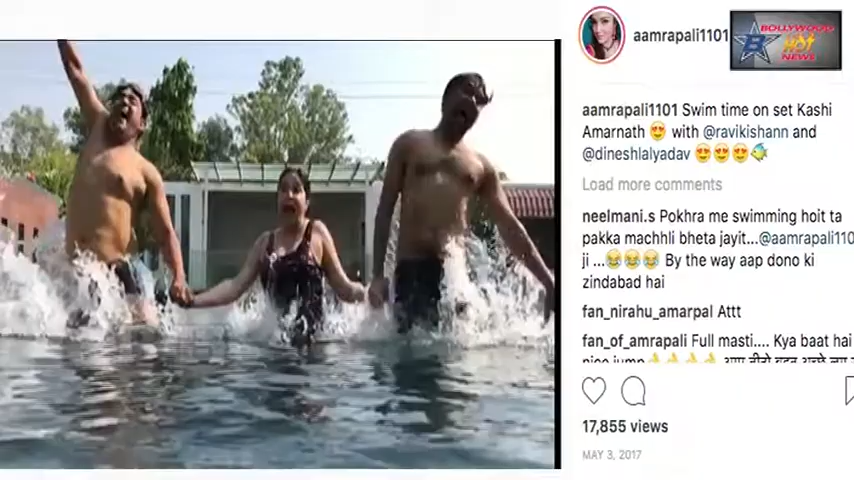 aamrapali1101
BOLLYWOOD
B
HOT
NEWS
aamrapali1101 Swim time on set Kashi
Amarnath 😍 with @ravikishann and
@dineshlalyadav 😍😍😍🐠
Load more comments
neelmani.s Pokhra me swimming hoit ta
pakka machhli bheta jayit...@aamrapali110
ji ...😂😂😂 By the way aap dono ki
zindabad hai
fan_nirahu_amarpal Attt
fan_of_amrapali Full masti.... Kya baat hai
nice jump👌👌👌👌
17,855 views
MAY 3, 2017